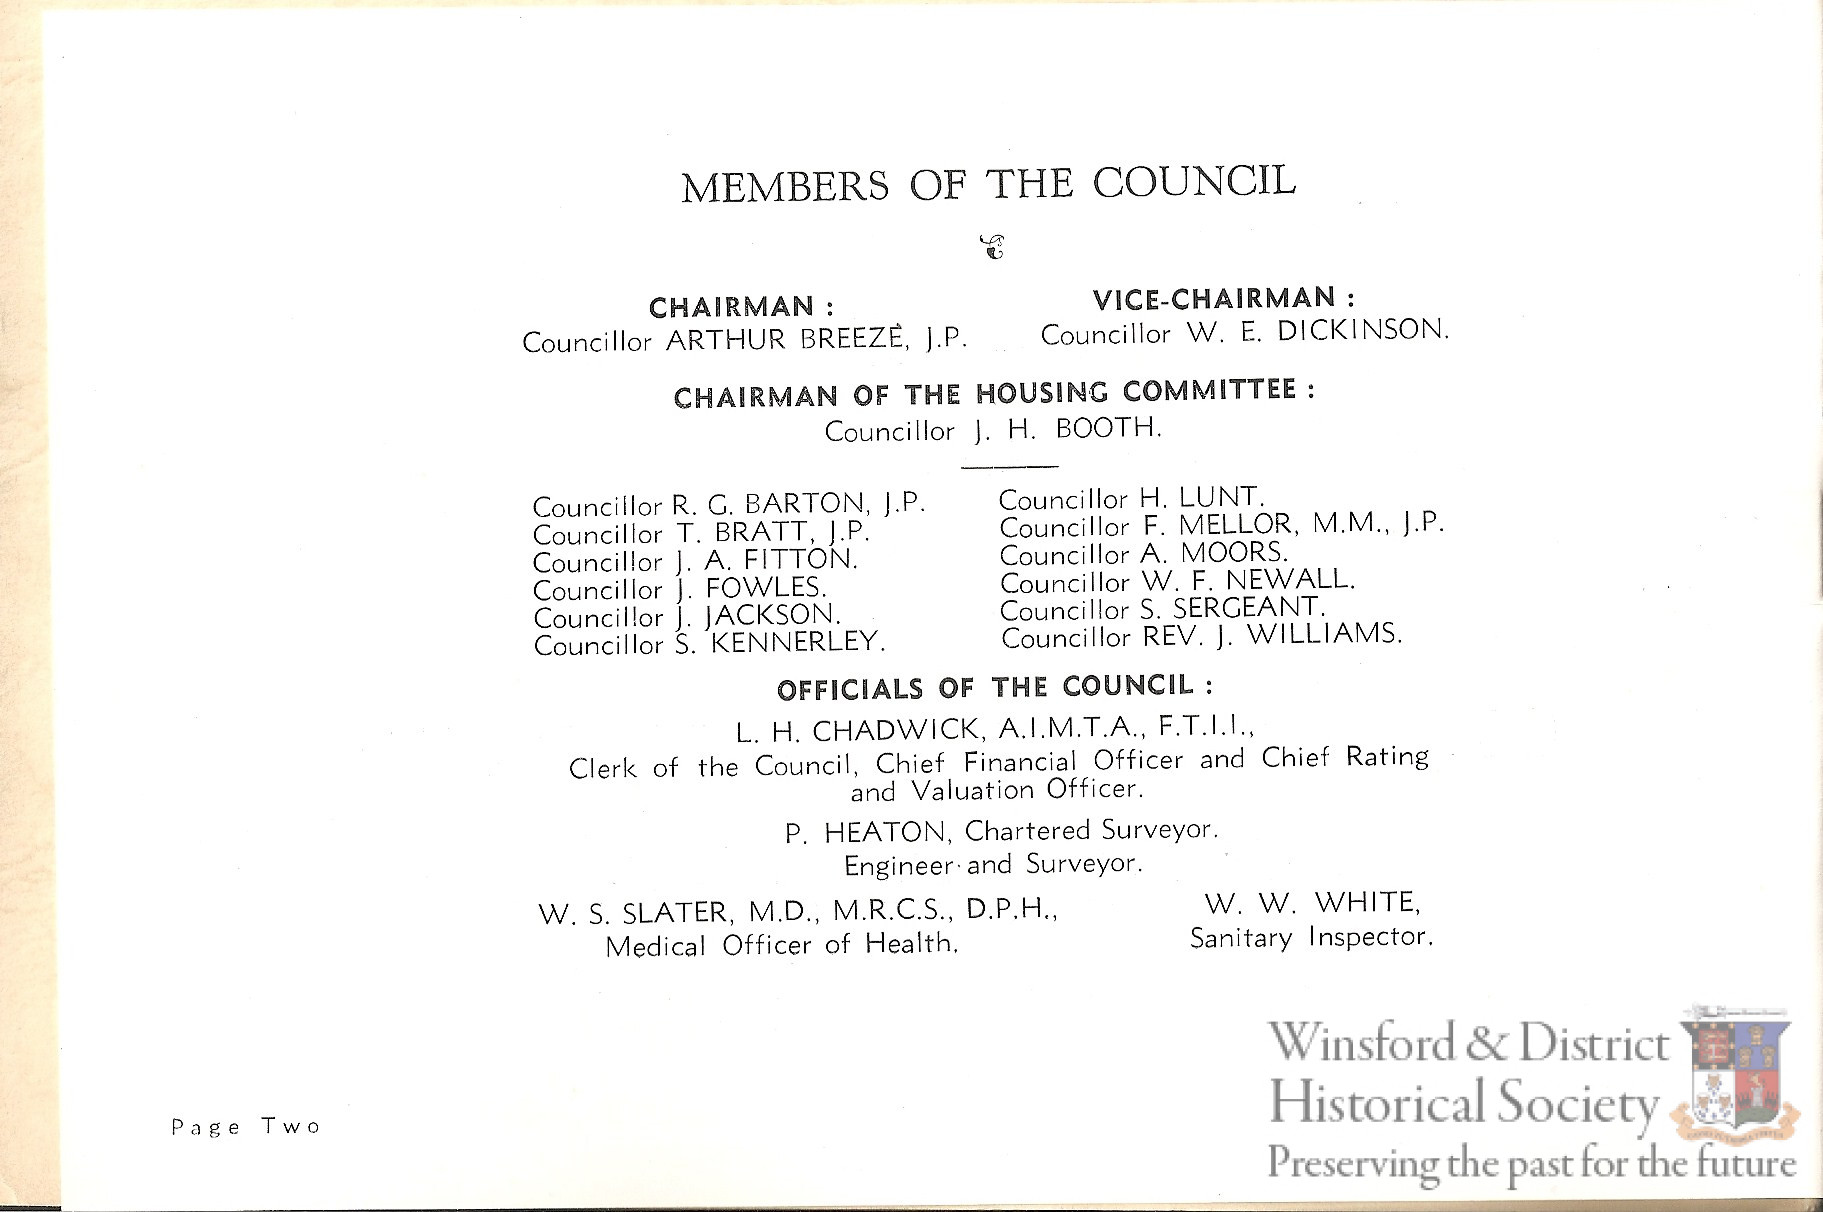 MEMBERS OF THE COUNCIL
CHAIRMAN :
Councillor ARTHUR BREEZE, J.P.
VICE-CHAIRMAN :
Councillor W. E. DICKINSON.
CHAIRMAN OF THE HOUSING COMMITTEE :
Councillor J. H. BOOTH.
Councillor R. G. BARTON, J.P.
Councillor T. BRATT, J.P.
Councillor J. A. FITTON.
Councillor J. FOWLES.
Councillor J. JACKSON.
Councillor S. KENNERLEY.
Councillor H. LUNT.
Councillor F. MELLOR, M.M., J.P.
Councillor A. MOORS.
Councillor W. F. NEWALL.
Councillor S. SERGEANT.
Councillor REV. J. WILLIAMS.
OFFICIALS OF THE COUNCIL :
L. H. CHADWICK, A.I.M.T.A., F.T.I.I.,
Clerk of the Council, Chief Financial Officer and Chief Rating
and Valuation Officer.
P. HEATON, Chartered Surveyor.
Engineer and Surveyor.
W. S. SLATER, M.D., M.R.C.S., D.P.H.,
Medical Officer of Health.
W. W. WHITE,
Sanitary Inspector.
Page Two
Winsford & District
Historical Society
Preserving the past for the future